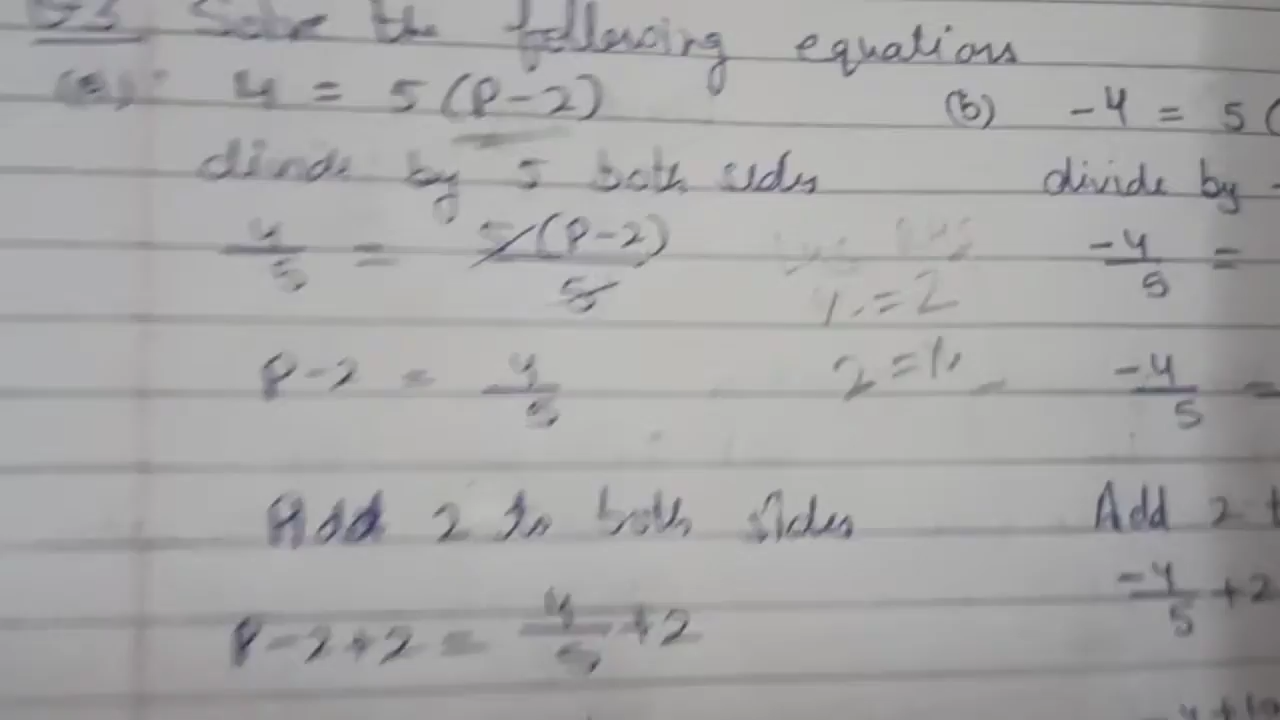 Solve the following equations
(a) 4 = 5(P-2)
divide by 5 both sides
4/5 = 5(P-2)/5
P-2 = 4/5
Add 2 to both sides
P-2+2 = 4/5 +2
LHS RHS
= 2
2 =
(b) -4 = 5(
divide by
-4/5 =
-4/5 =
Add 2 t
-4/5 +2